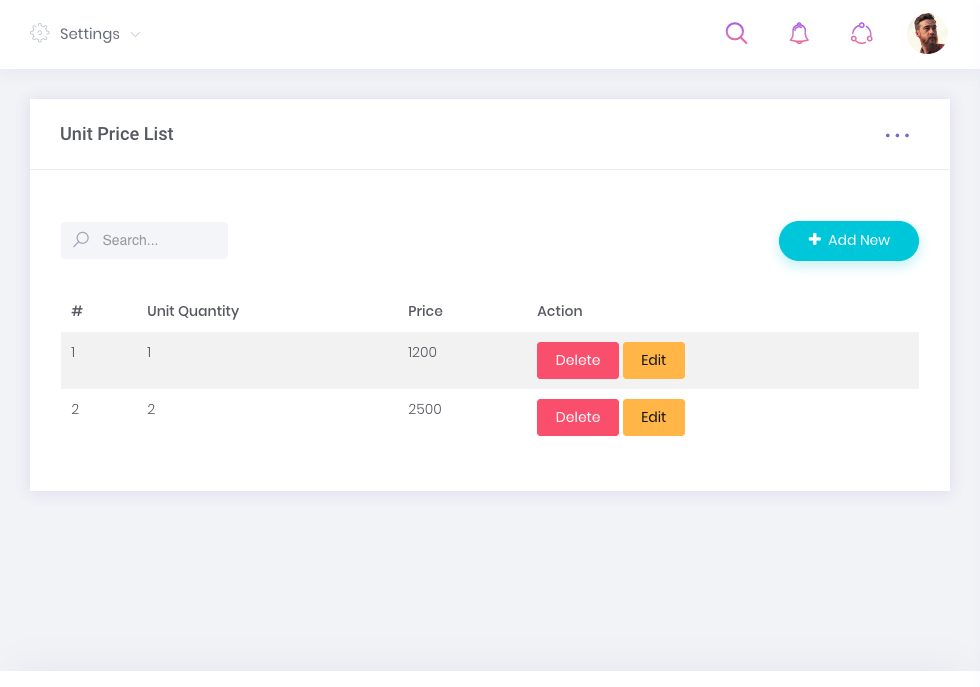 Settings
Unit Price List
Search...
Add New
# Unit Quantity Price Action
1 1 1200 Delete Edit
2 2 2500 Delete Edit